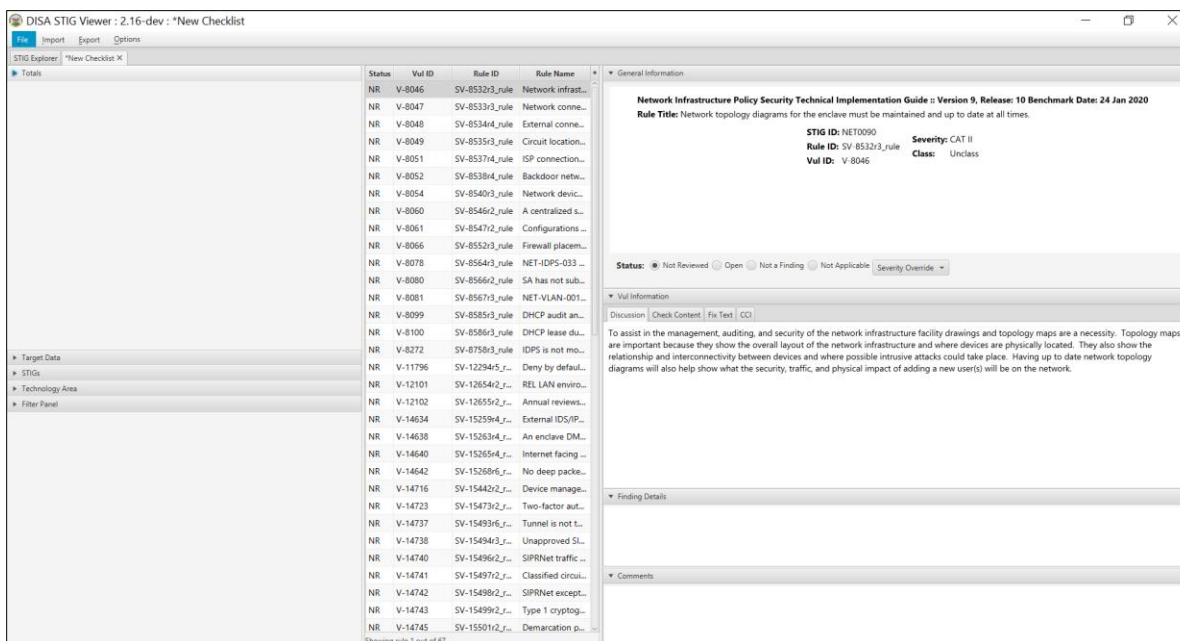 DISA STIG Viewer : 2.16-dev : *New Checklist
File Import Export Options
STIG Explorer *New Checklist X
Totals
Target Data
STIGs
Technology Area
Filter Panel
Status Vul ID Rule ID Rule Name
NR V-8046 SV-8532r3_rule Network infrast...
NR V-8047 SV-8533r3_rule Network conne...
NR V-8048 SV-8534r4_rule External conne...
NR V-8049 SV-8535r3_rule Circuit location...
NR V-8051 SV-8537r4_rule ISP connection...
NR V-8052 SV-8538r4_rule Backdoor netw...
NR V-8054 SV-8540r3_rule Network devic...
NR V-8060 SV-8546r2_rule A centralized s...
NR V-8061 SV-8547r2_rule Configurations ...
NR V-8066 SV-8552r3_rule Firewall placem...
NR V-8078 SV-8564r3_rule NET-IDPS-033 ...
NR V-8080 SV-8566r2_rule SA has not sub...
NR V-8081 SV-8567r3_rule NET-VLAN-001...
NR V-8099 SV-8585r3_rule DHCP audit an...
NR V-8100 SV-8586r3_rule DHCP lease du...
NR V-8272 SV-8758r3_rule IDPS is not mo...
NR V-11796 SV-12294r5_r... Deny by defaul...
NR V-12101 SV-12654r2_r... REL LAN enviro...
NR V-12102 SV-12655r2_r... Annual reviews...
NR V-14634 SV-15259r4_r... External IDS/IP...
NR V-14638 SV-15263r4_r... An enclave DM...
NR V-14640 SV-15265r4_r... Internet facing ...
NR V-14642 SV-15268r6_r... No deep packe...
NR V-14716 SV-15442r2_r... Device manage...
NR V-14723 SV-15473r2_r... Two-factor aut...
NR V-14737 SV-15493r6_r... Tunnel is not t...
NR V-14738 SV-15494r3_r... Unapproved SI...
NR V-14740 SV-15496r2_r... SIPRNet traffic ...
NR V-14741 SV-15497r2_r... Classified circui...
NR V-14742 SV-15498r2_r... SIPRNet except...
NR V-14743 SV-15499r2_r... Type 1 cryptog...
NR V-14745 SV-15501r2_r... Demarcation p...
Showing rule 1 out of 67
General Information
Network Infrastructure Policy Security Technical Implementation Guide :: Version 9, Release: 10 Benchmark Date: 24 Jan 2020
Rule Title: Network topology diagrams for the enclave must be maintained and up to date at all times.
STIG ID: NET0090
Rule ID: SV-8532r3_rule
Vul ID: V-8046
Severity: CAT II
Class: Unclass
Status: Not Reviewed Open Not a Finding Not Applicable Severity Override
Vul Information
Discussion Check Content Fix Text CCI
To assist in the management, auditing, and security of the network infrastructure facility drawings and topology maps are a necessity. Topology maps
are important because they show the overall layout of the network infrastructure and where devices are physically located. They also show the
relationship and interconnectivity between devices and where possible intrusive attacks could take place. Having up to date network topology
diagrams will also help show what the security, traffic, and physical impact of adding a new user(s) will be on the network.
Finding Details
Comments